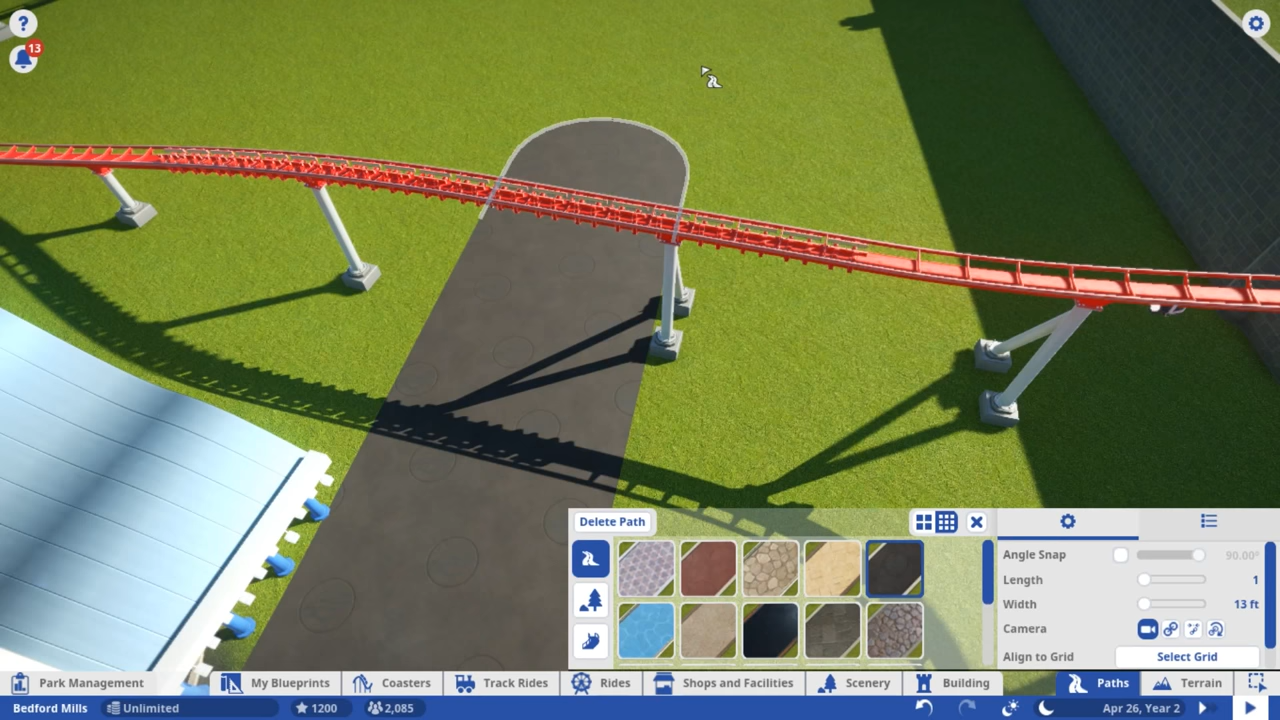 ?
13
Delete Path
Angle Snap 90.00°
Length 1
Width 13 ft
Camera
Align to Grid Select Grid
Park Management My Blueprints Coasters Track Rides Rides Shops and Facilities Scenery Building Paths Terrain
Bedford Mills Unlimited 1200 2,085 Apr 26, Year 2